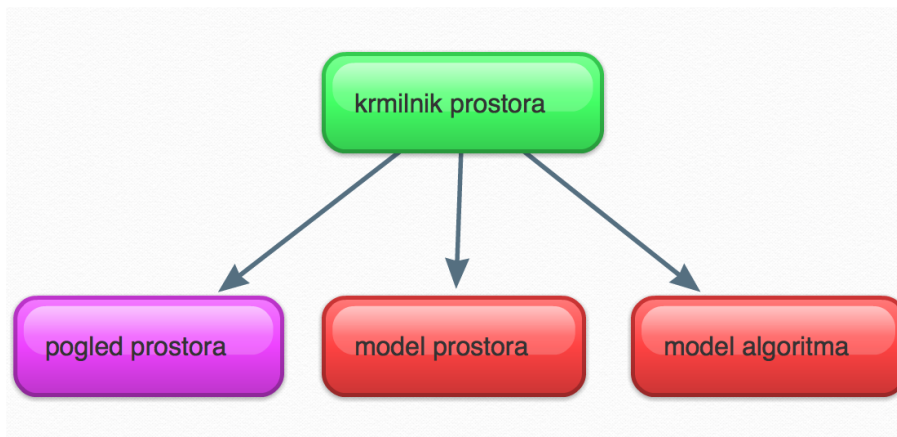 krmilnik prostora
pogled prostora
model prostora
model algoritma